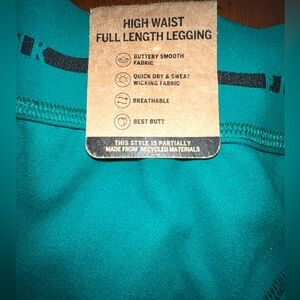 HIGH WAIST
FULL LENGTH LEGGING
BUTTERY SMOOTH
FABRIC
QUICK DRY & SWEAT
WICKING FABRIC
BREATHABLE
BEST BUTT
THIS STYLE IS PARTIALLY
MADE FROM RECYCLED MATERIALS